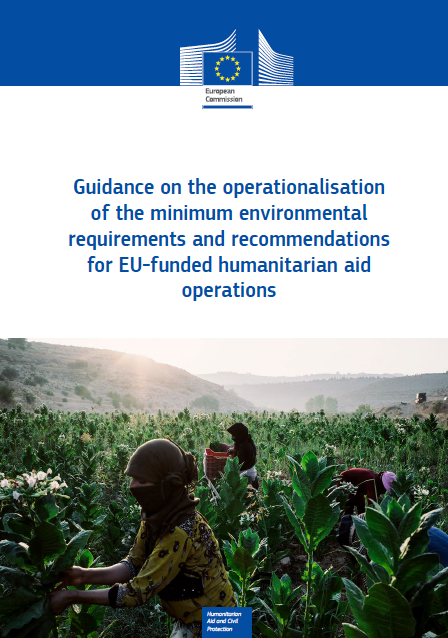 European
Commission
Guidance on the operationalisation
of the minimum environmental
requirements and recommendations
for EU-funded humanitarian aid
operations
Humanitarian
Aid and Civil
Protection